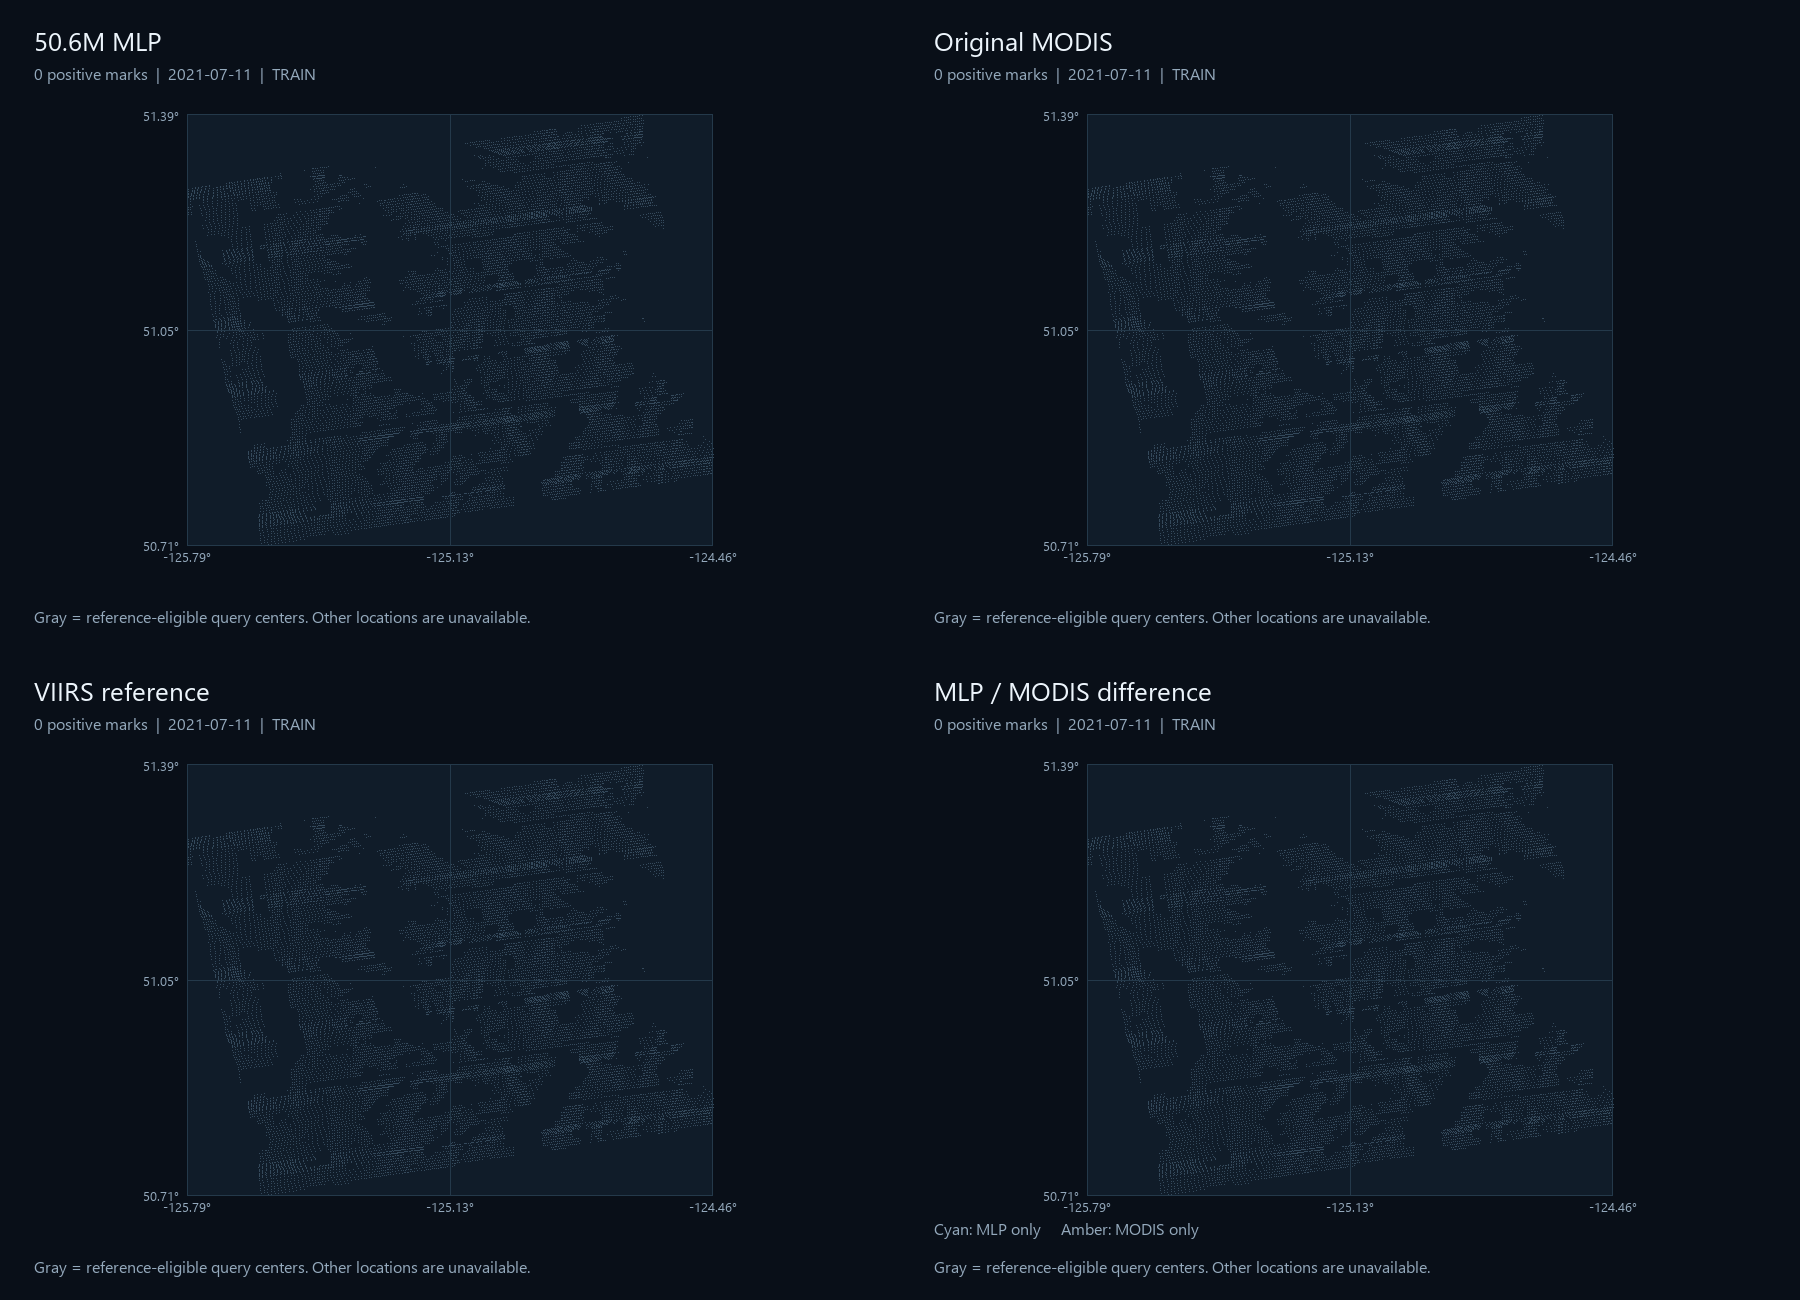 50.6M MLP
0 positive marks | 2021-07-11 | TRAIN
51.39°
51.05°
50.71°
-125.79°
-125.13°
-124.46°
Gray = reference-eligible query centers. Other locations are unavailable.
Original MODIS
0 positive marks | 2021-07-11 | TRAIN
51.39°
51.05°
50.71°
-125.79°
-125.13°
-124.46°
Gray = reference-eligible query centers. Other locations are unavailable.
VIIRS reference
0 positive marks | 2021-07-11 | TRAIN
51.39°
51.05°
50.71°
-125.79°
-125.13°
-124.46°
Gray = reference-eligible query centers. Other locations are unavailable.
MLP / MODIS difference
0 positive marks | 2021-07-11 | TRAIN
51.39°
51.05°
50.71°
-125.79°
-125.13°
-124.46°
Cyan: MLP only Amber: MODIS only
Gray = reference-eligible query centers. Other locations are unavailable.